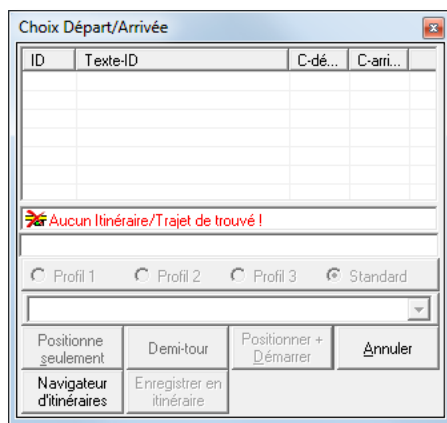 Choix Départ/Arrivée
ID Texte-ID C-dé... C-arri...
Aucun Itinéraire/Trajet de trouvé !
Profil 1 Profil 2 Profil 3 Standard
Positionne seulement
Demi-tour
Positionner + Démarrer
Annuler
Navigateur d'itinéraires
Enregistrer en itinéraire